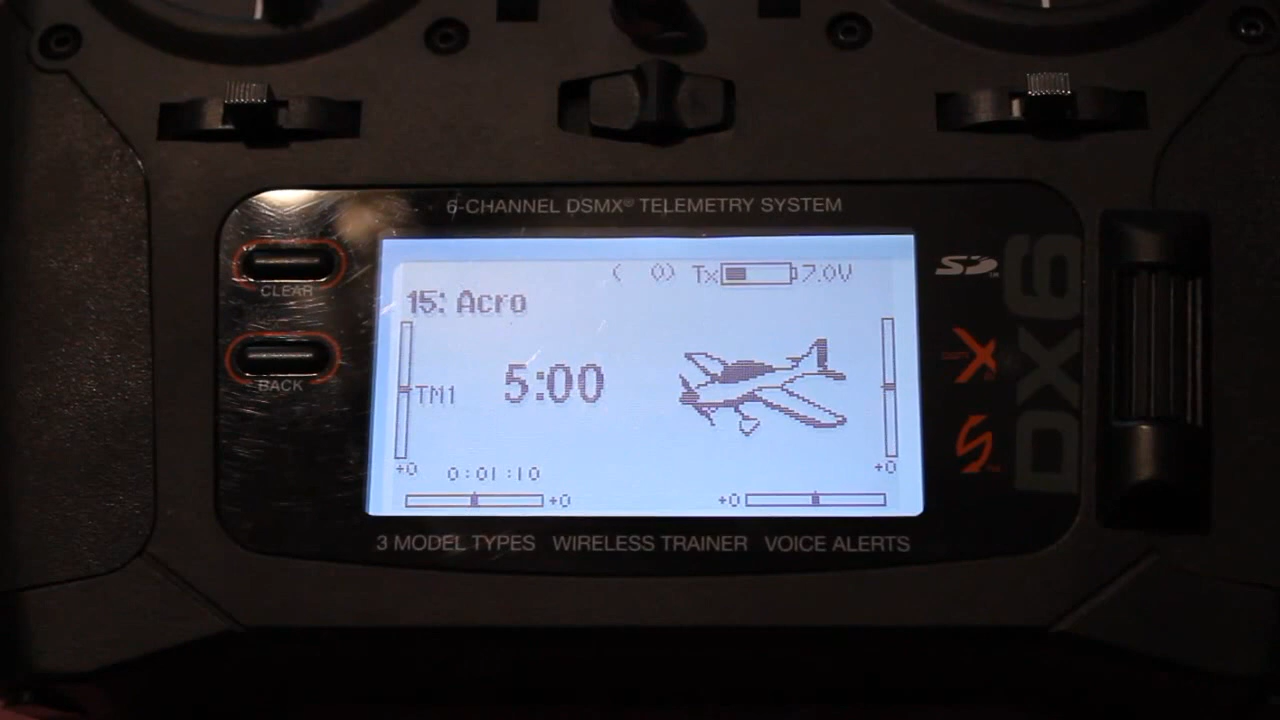 6-CHANNEL DSMX® TELEMETRY SYSTEM
CLEAR
BACK
Tx 7.0V
15: Acro
TM1 5:00
+0 +0
0:01:10
+0 +0
SD
X
DX6
3 MODEL TYPES WIRELESS TRAINER VOICE ALERTS